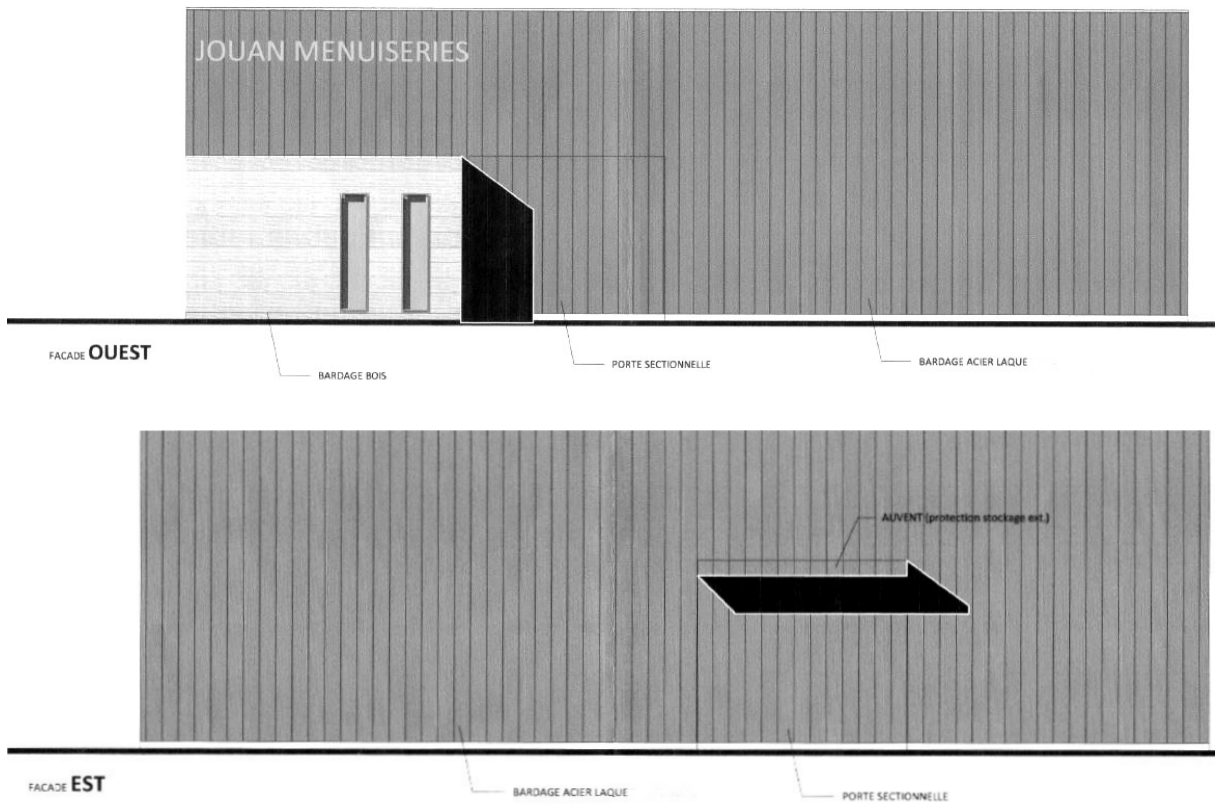 JOUAN MENUISERIES
FACADE OUEST
BARDAGE BOIS
PORTE SECTIONNELLE
BARDAGE ACIER LAQUE
AUVENT (protection stockage ext.)
FACADE EST
BARDAGE ACIER LAQUE
PORTE SECTIONNELLE